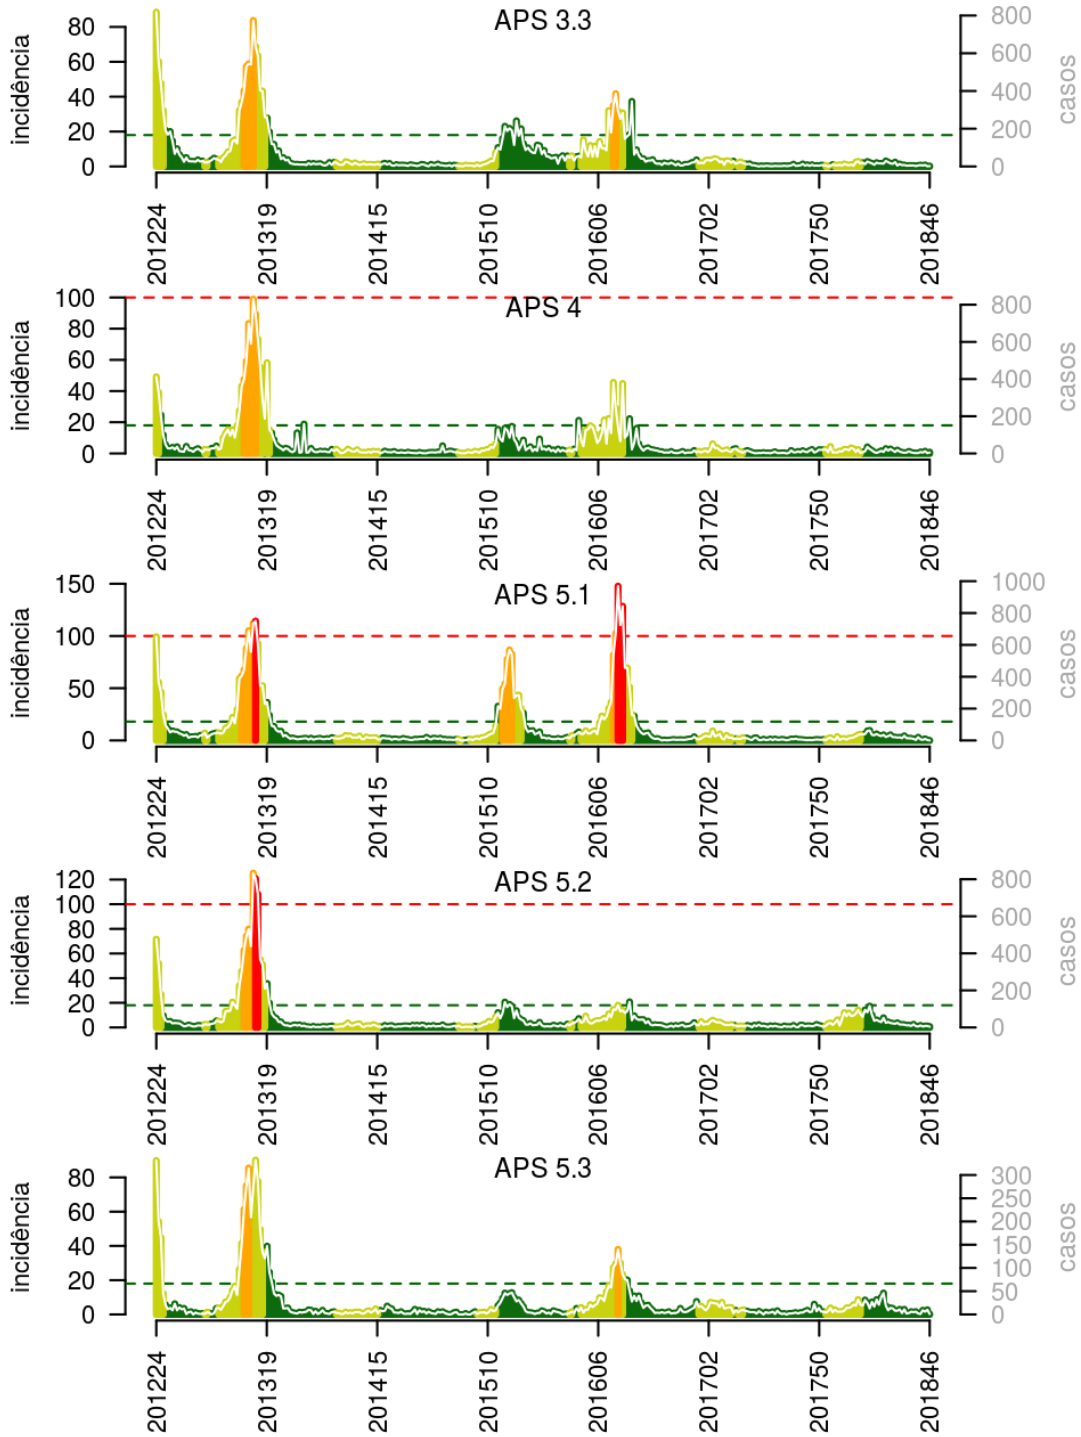 APS 3.3
incidência
0 20 40 60 80
casos
0 200 400 600 800
201224 201319 201415 201510 201606 201702 201750 201846
APS 4
incidência
0 20 40 60 80 100
casos
0 200 400 600 800
201224 201319 201415 201510 201606 201702 201750 201846
APS 5.1
incidência
0 50 100 150
casos
0 200 400 600 800 1000
201224 201319 201415 201510 201606 201702 201750 201846
APS 5.2
incidência
0 20 40 60 80 100 120
casos
0 200 400 600 800
201224 201319 201415 201510 201606 201702 201750 201846
APS 5.3
incidência
0 20 40 60 80
casos
0 50 100 150 200 250 300
201224 201319 201415 201510 201606 201702 201750 201846